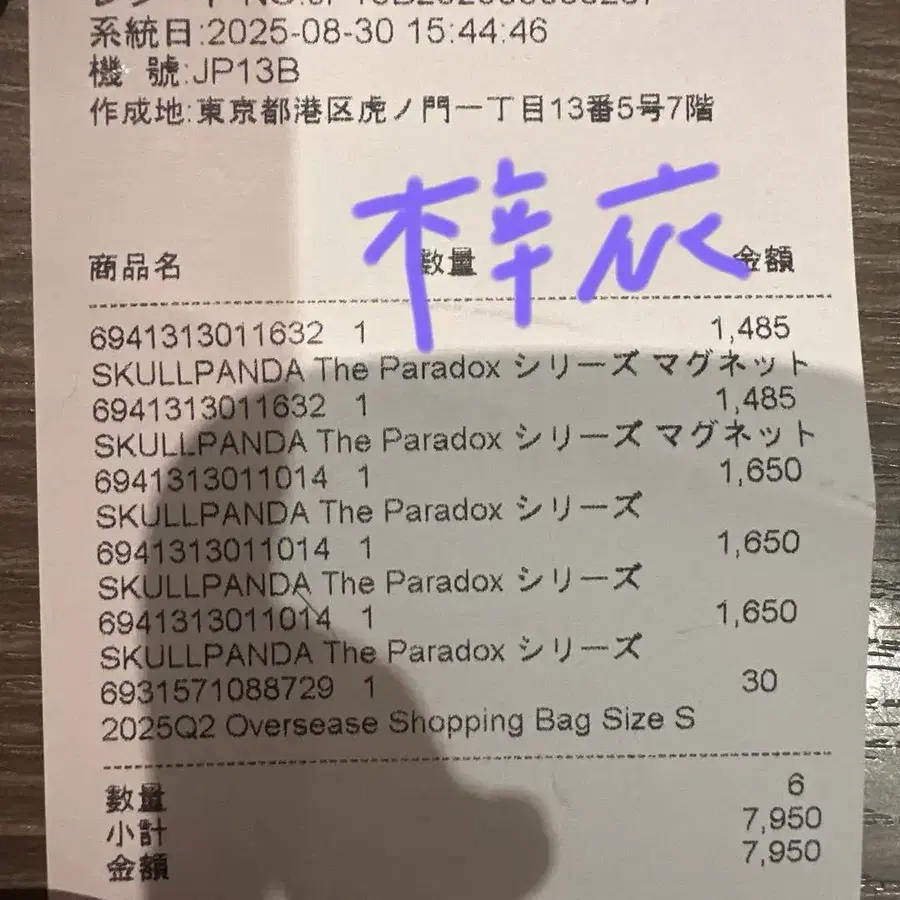 系統日:2025-08-30 15:44:46
機 號:JP13B
作成地:東京都港区虎ノ門一丁目13番5号7階
梓衣
商品名 数量 金額
6941313011632 1 1,485
SKULLPANDA The Paradox シリーズ マグネット
6941313011632 1 1,485
SKULLPANDA The Paradox シリーズ マグネット
6941313011014 1 1,650
SKULLPANDA The Paradox シリーズ
6941313011014 1 1,650
SKULLPANDA The Paradox シリーズ
6941313011014 1 1,650
SKULLPANDA The Paradox シリーズ
6931571088729 1 30
2025Q2 Oversease Shopping Bag Size S
數量 6
小計 7,950
金額 7,950